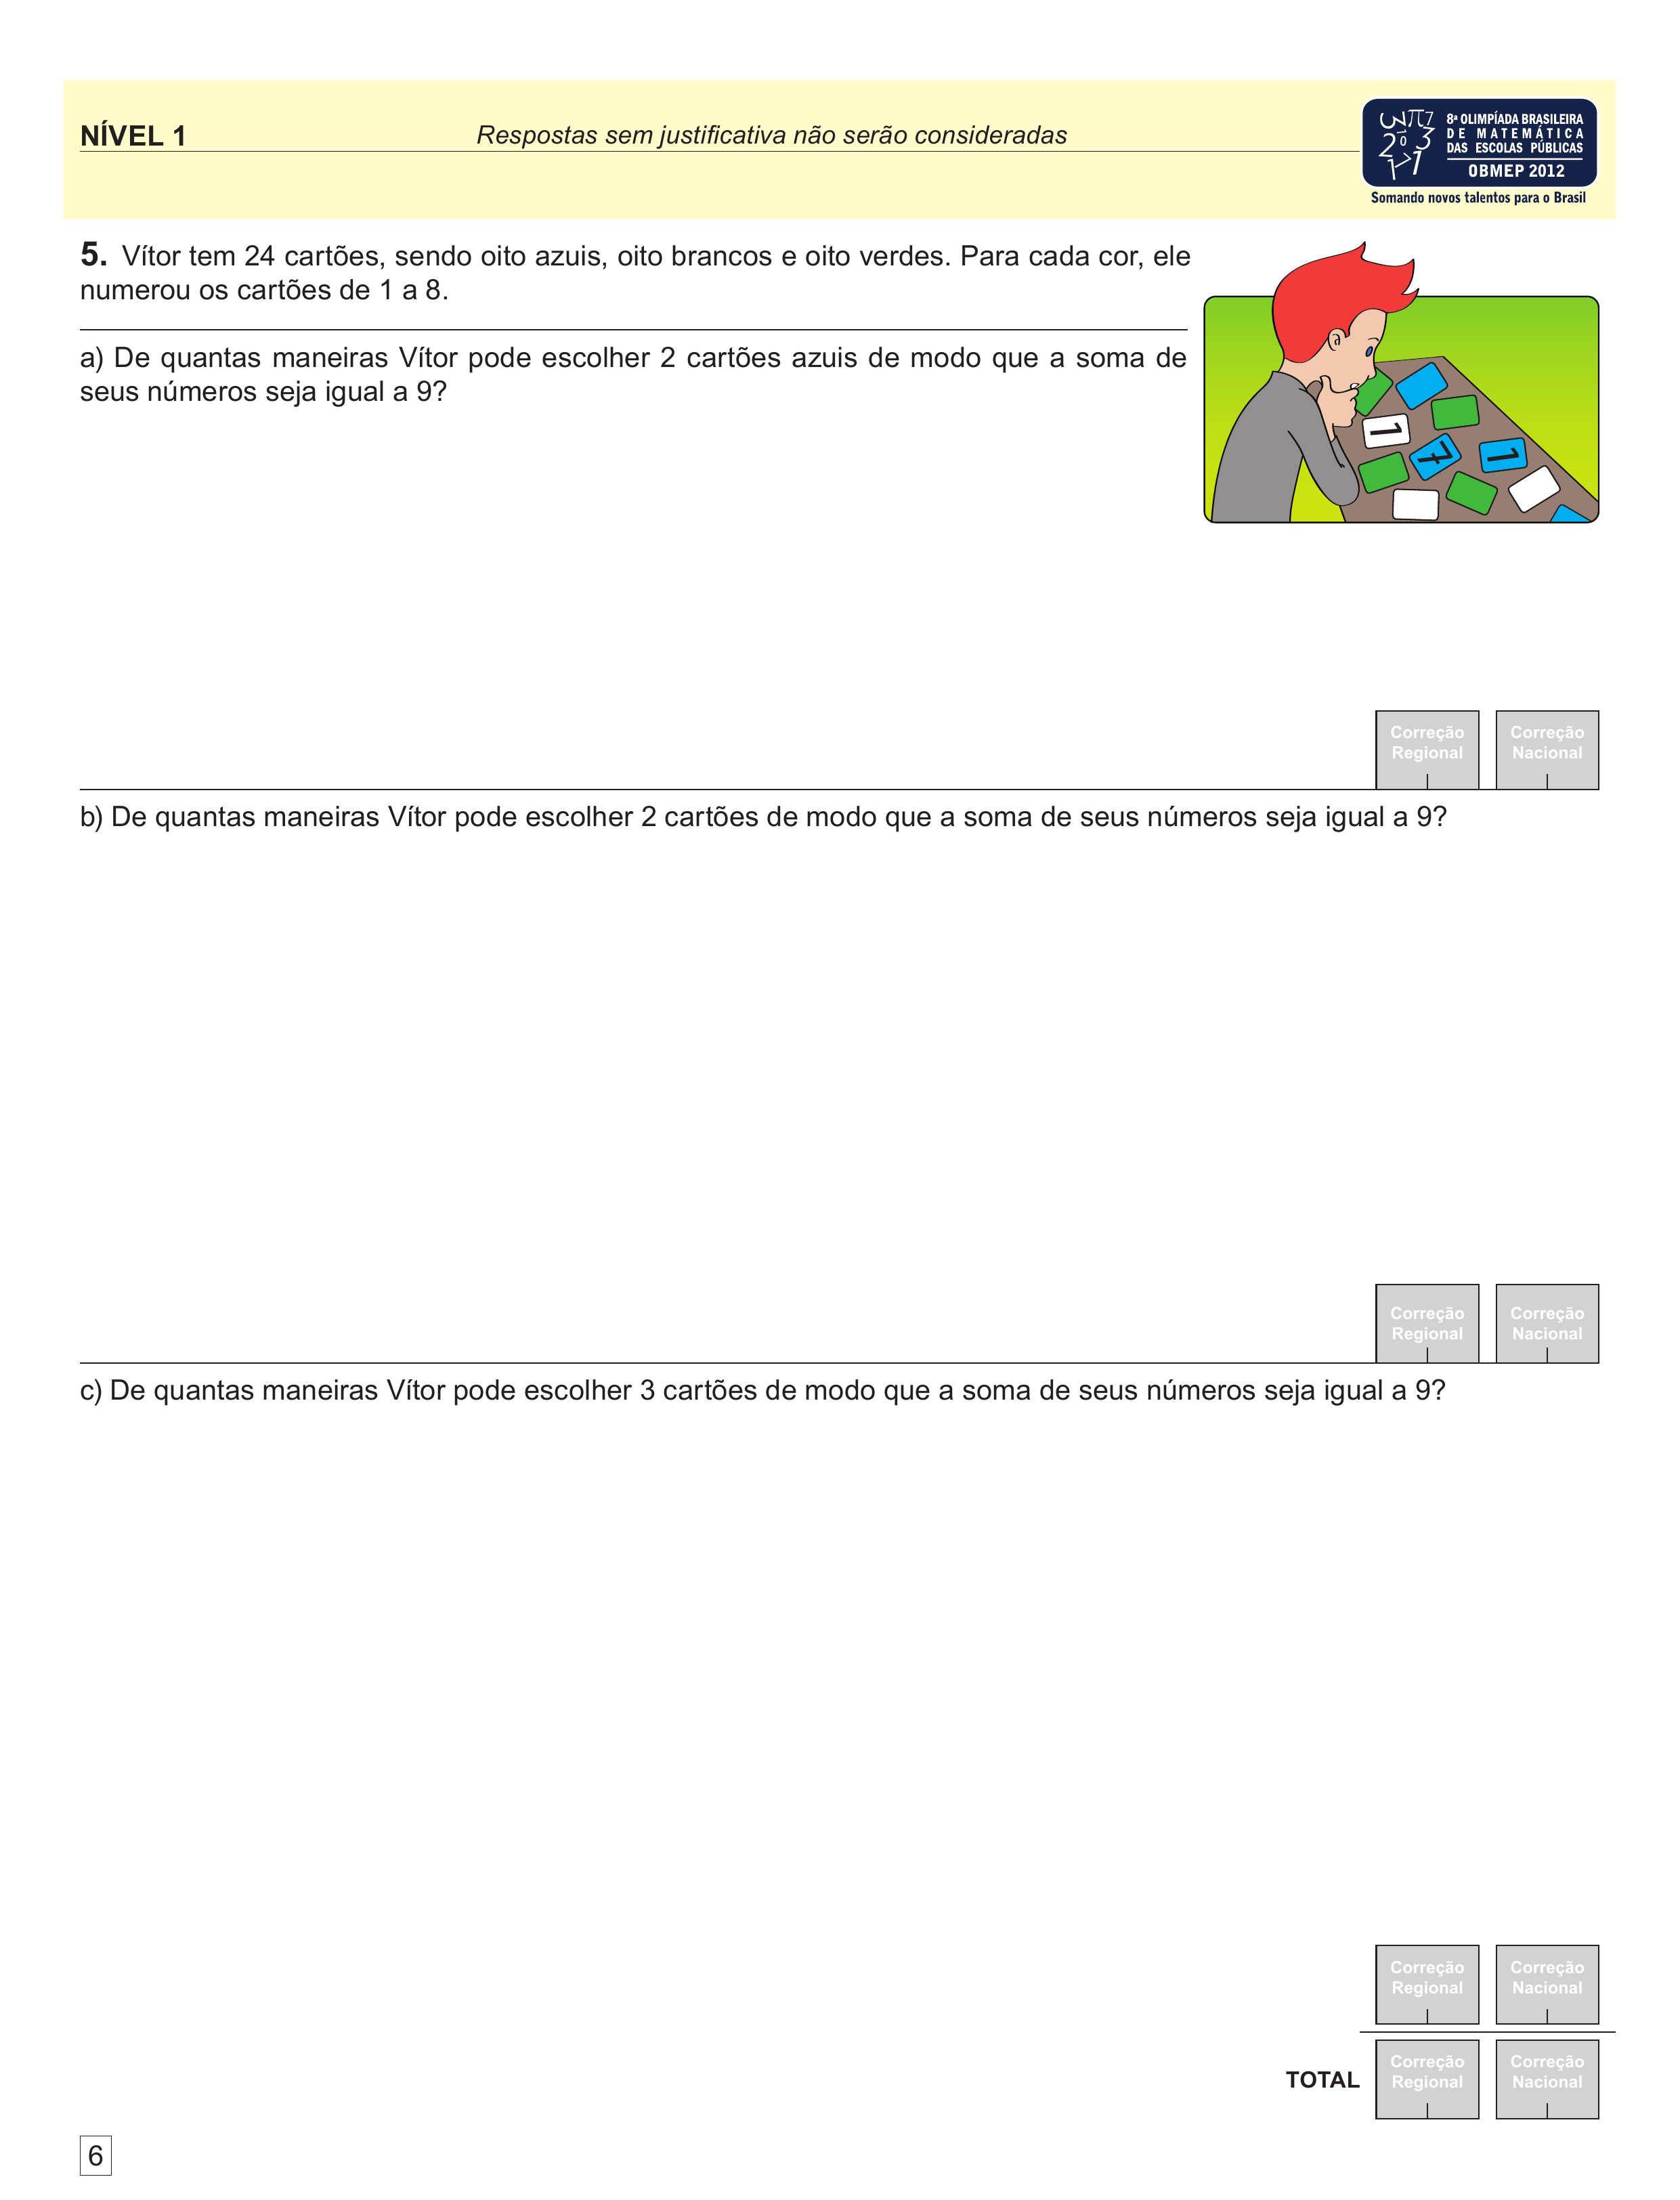 NÍVEL 1
Respostas sem justificativa não serão consideradas
8ª OLIMPÍADA BRASILEIRA
DE MATEMÁTICA
DAS ESCOLAS PÚBLICAS
OBMEP 2012
Somando novos talentos para o Brasil
5. Vítor tem 24 cartões, sendo oito azuis, oito brancos e oito verdes. Para cada cor, ele
numerou os cartões de 1 a 8.
a) De quantas maneiras Vítor pode escolher 2 cartões azuis de modo que a soma de
seus números seja igual a 9?
1
7
1
Correção
Regional
Correção
Nacional
b) De quantas maneiras Vítor pode escolher 2 cartões de modo que a soma de seus números seja igual a 9?
Correção
Regional
Correção
Nacional
c) De quantas maneiras Vítor pode escolher 3 cartões de modo que a soma de seus números seja igual a 9?
Correção
Regional
Correção
Nacional
TOTAL
Correção
Regional
Correção
Nacional
6